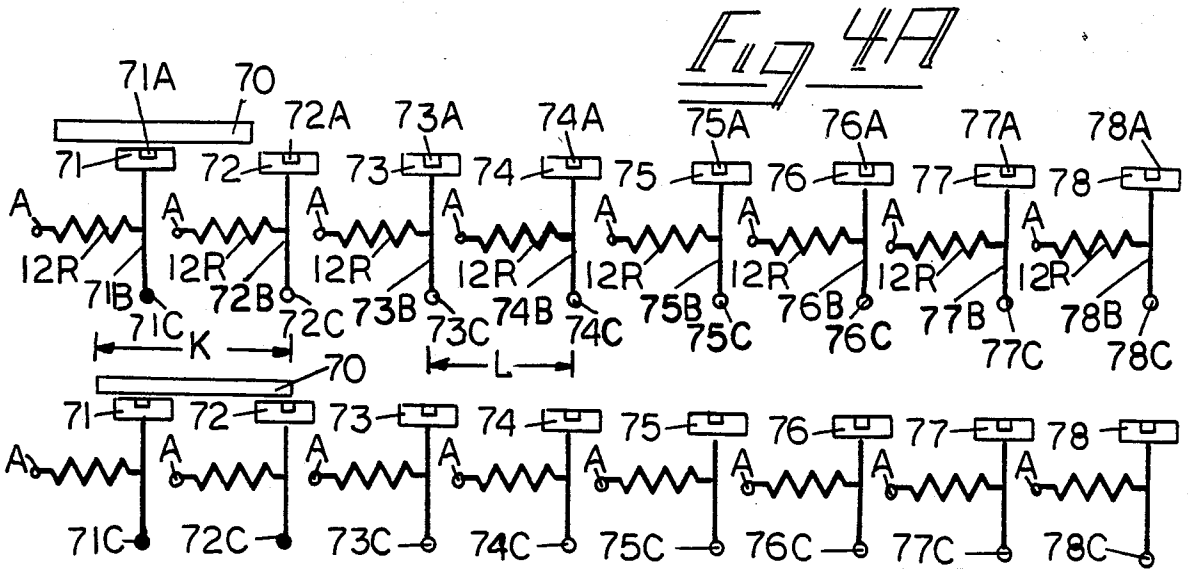 Fig 4A
71A 70 72A 73A 74A 75A 76A 77A 78A
71 72 73 74 75 76 77 78
A A A A A A A A
12R 12R 12R 12R 12R 12R 12R 12R
71B 72B 73B 74B 75B 76B 77B 78B
71C 72C 73C 74C 75C 76C 77C 78C
K L
70
71 72 73 74 75 76 77 78
A A A A A A A A
71C 72C 73C 74C 75C 76C 77C 78C